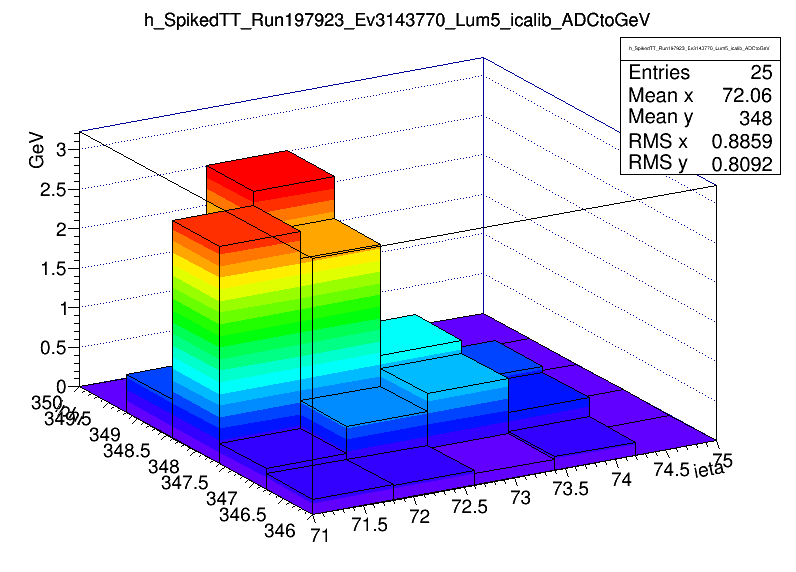 h_SpikedTT_Run197923_Ev3143770_Lum5_icalib_ADCtoGeV
h_SpikedTT_Run197923_Ev3143770_Lum5_icalib_ADCtoGeV
Entries 25
Mean x 72.06
Mean y 348
RMS x 0.8859
RMS y 0.8092
GeV
3
2.5
2
1.5
1
0.5
0
350
349.5
349
348.5
348
347.5
347
346.5
346
71
71.5
72
72.5
73
73.5
74
74.5
75
ieta